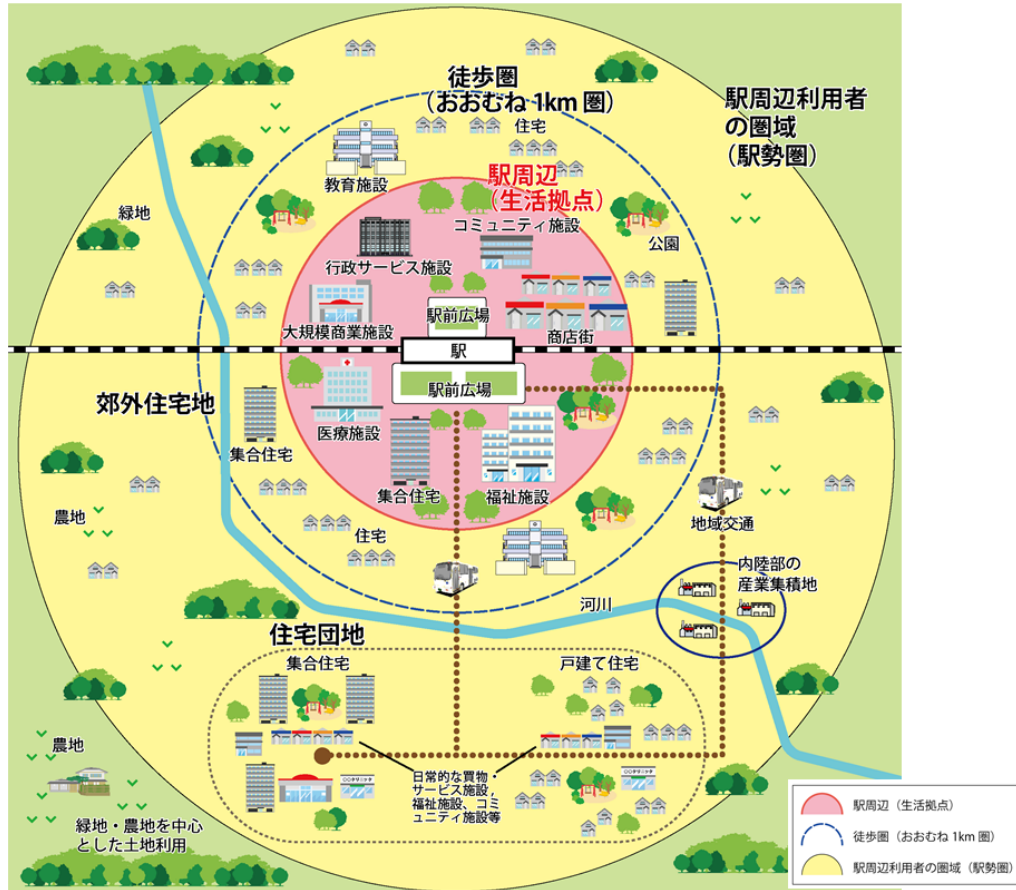 徒歩圏
（おおむね 1km 圏）
住宅
駅周辺利用者
の圏域
（駅勢圏）
教育施設
駅周辺
（生活拠点）
緑地
コミュニティ施設
公園
行政サービス施設
大規模商業施設
駅前広場
商店街
駅
駅前広場
郊外住宅地
医療施設
集合住宅
集合住宅
福祉施設
農地
住宅
地域交通
内陸部の
産業集積地
河川
住宅団地
集合住宅
戸建て住宅
農地
日常的な買物・
サービス施設，
福祉施設、コミ
ュニティ施設等
○○クリニック
○○クリニック
緑地・農地を中心
とした土地利用
駅周辺（生活拠点）
徒歩圏（おおむね 1km 圏）
駅周辺利用者の圏域（駅勢圏）